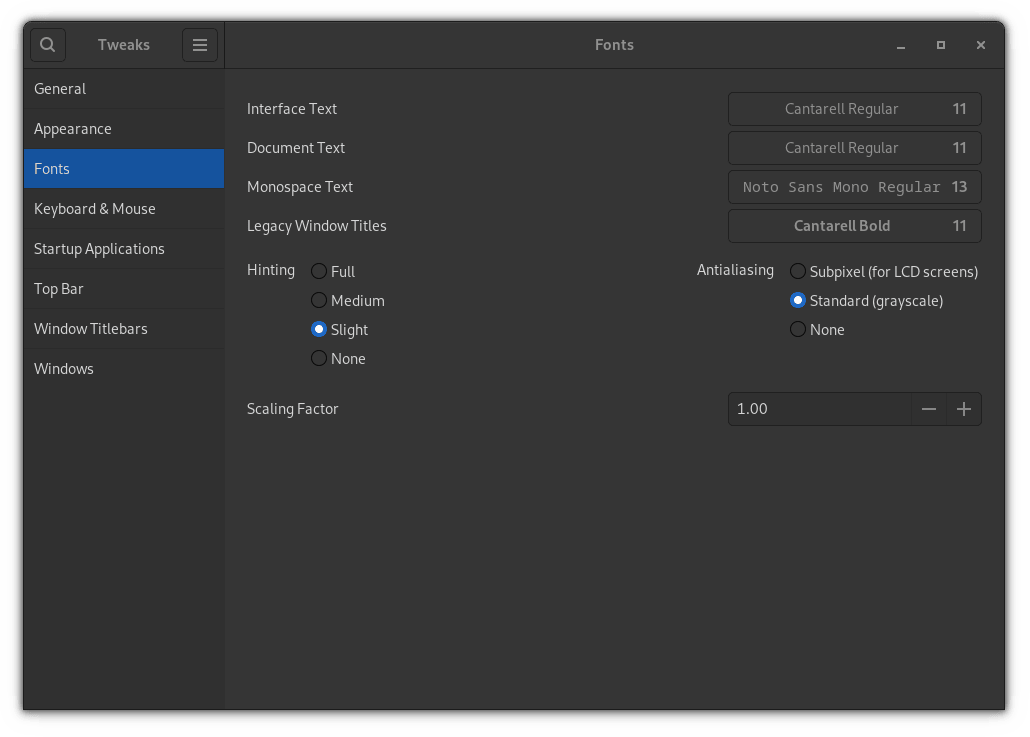 Tweaks
Fonts
General
Appearance
Fonts
Keyboard & Mouse
Startup Applications
Top Bar
Window Titlebars
Windows
Interface Text Cantarell Regular 11
Document Text Cantarell Regular 11
Monospace Text Noto Sans Mono Regular 13
Legacy Window Titles Cantarell Bold 11
Hinting Full
Medium
Slight
None
Antialiasing Subpixel (for LCD screens)
Standard (grayscale)
None
Scaling Factor 1.00